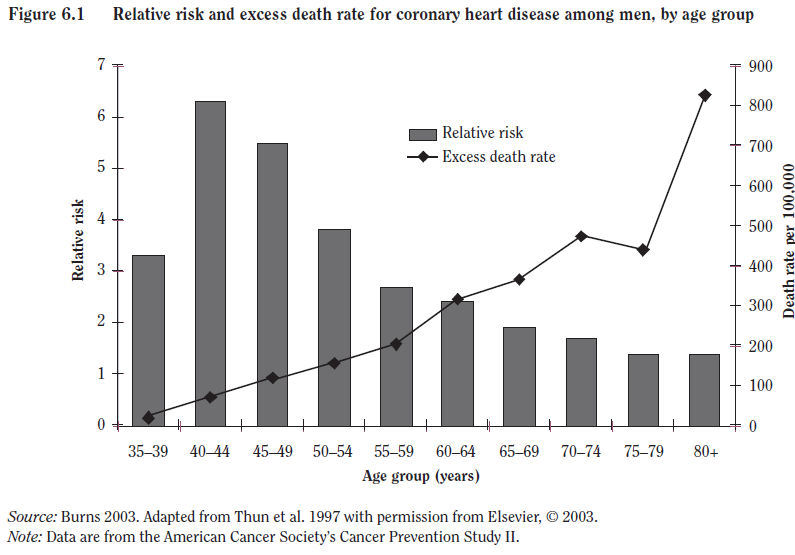 Figure 6.1 Relative risk and excess death rate for coronary heart disease among men, by age group
7
6
5
4
3
2
1
0
Relative risk
Relative risk
Excess death rate
900
800
700
600
500
400
300
200
100
0
Death rate per 100,000
35–39 40–44 45–49 50–54 55–59 60–64 65–69 70–74 75–79 80+
Age group (years)
Source: Burns 2003. Adapted from Thun et al. 1997 with permission from Elsevier, © 2003.
Note: Data are from the American Cancer Society’s Cancer Prevention Study II.